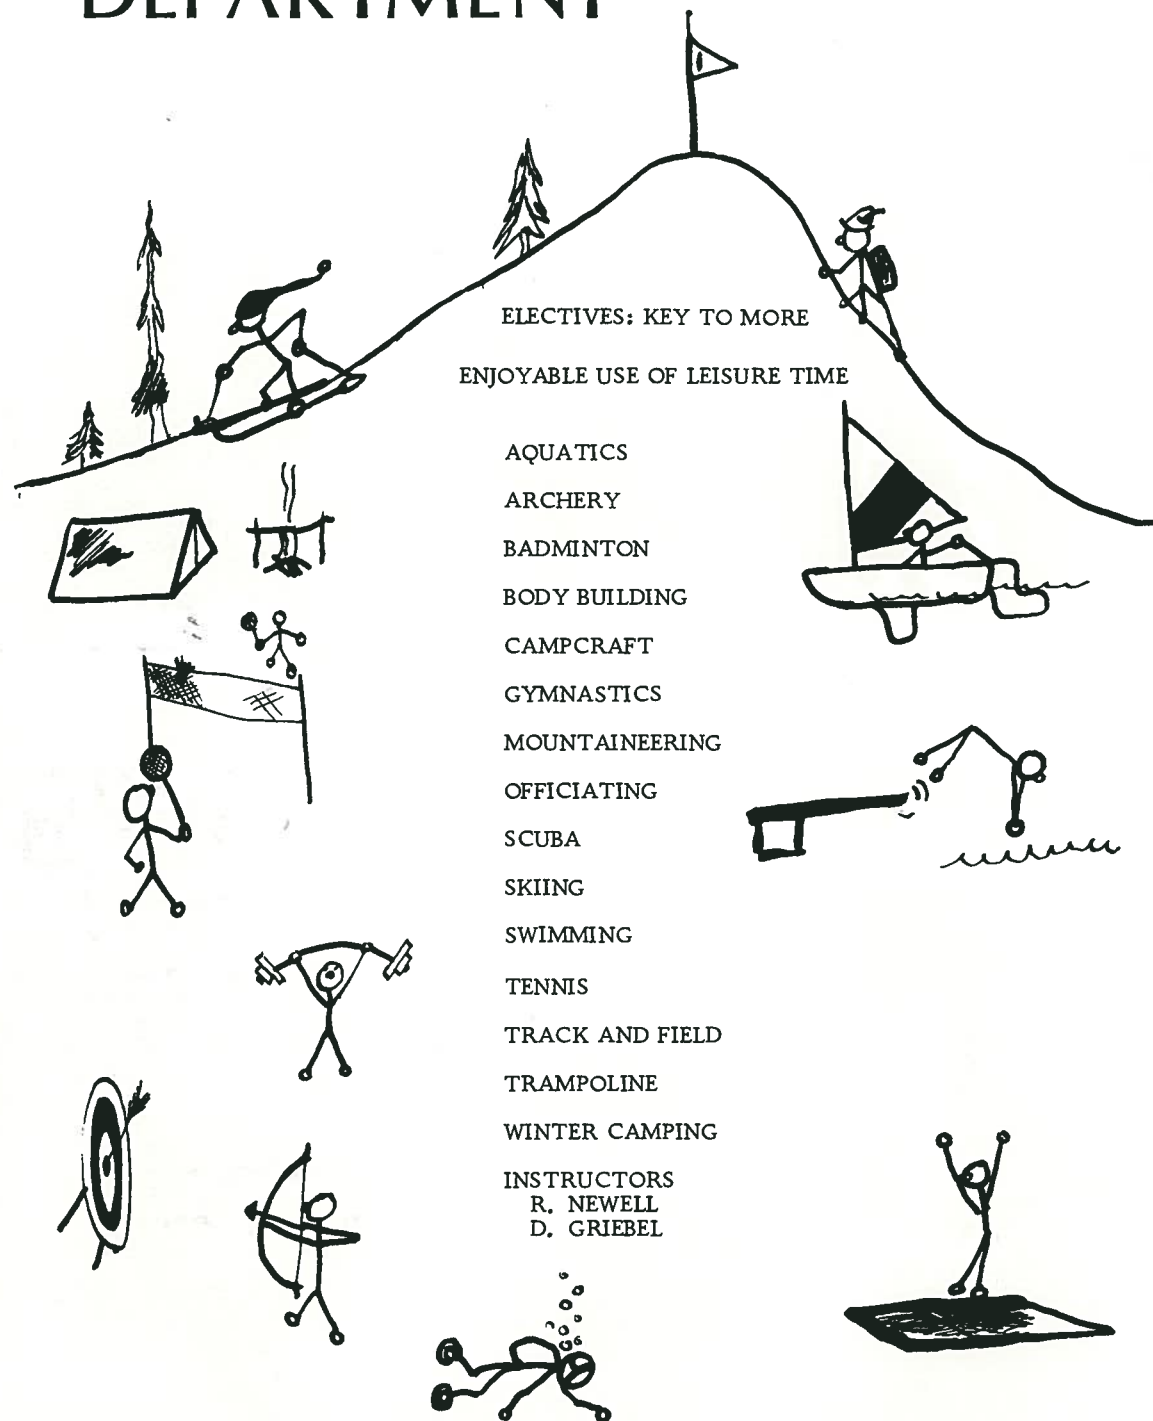 DEPARTMENT
ELECTIVES: KEY TO MORE
ENJOYABLE USE OF LEISURE TIME
AQUATICS
ARCHERY
BADMINTON
BODY BUILDING
CAMPCRAFT
GYMNASTICS
MOUNTAINEERING
OFFICIATING
SCUBA
SKIING
SWIMMING
TENNIS
TRACK AND FIELD
TRAMPOLINE
WINTER CAMPING
INSTRUCTORS
R. NEWELL
D. GRIEBEL